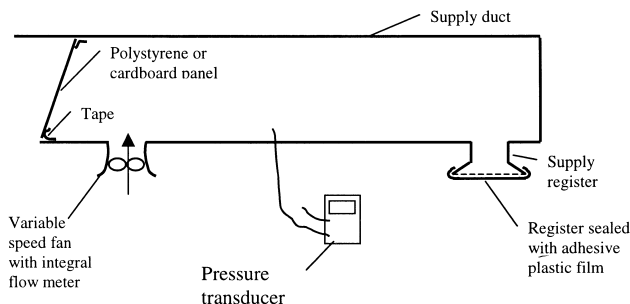 Supply duct
Polystyrene or
cardboard panel
Tape
Supply
register
Variable
speed fan
with integral
flow meter
Register sealed
with adhesive
plastic film
Pressure
transducer